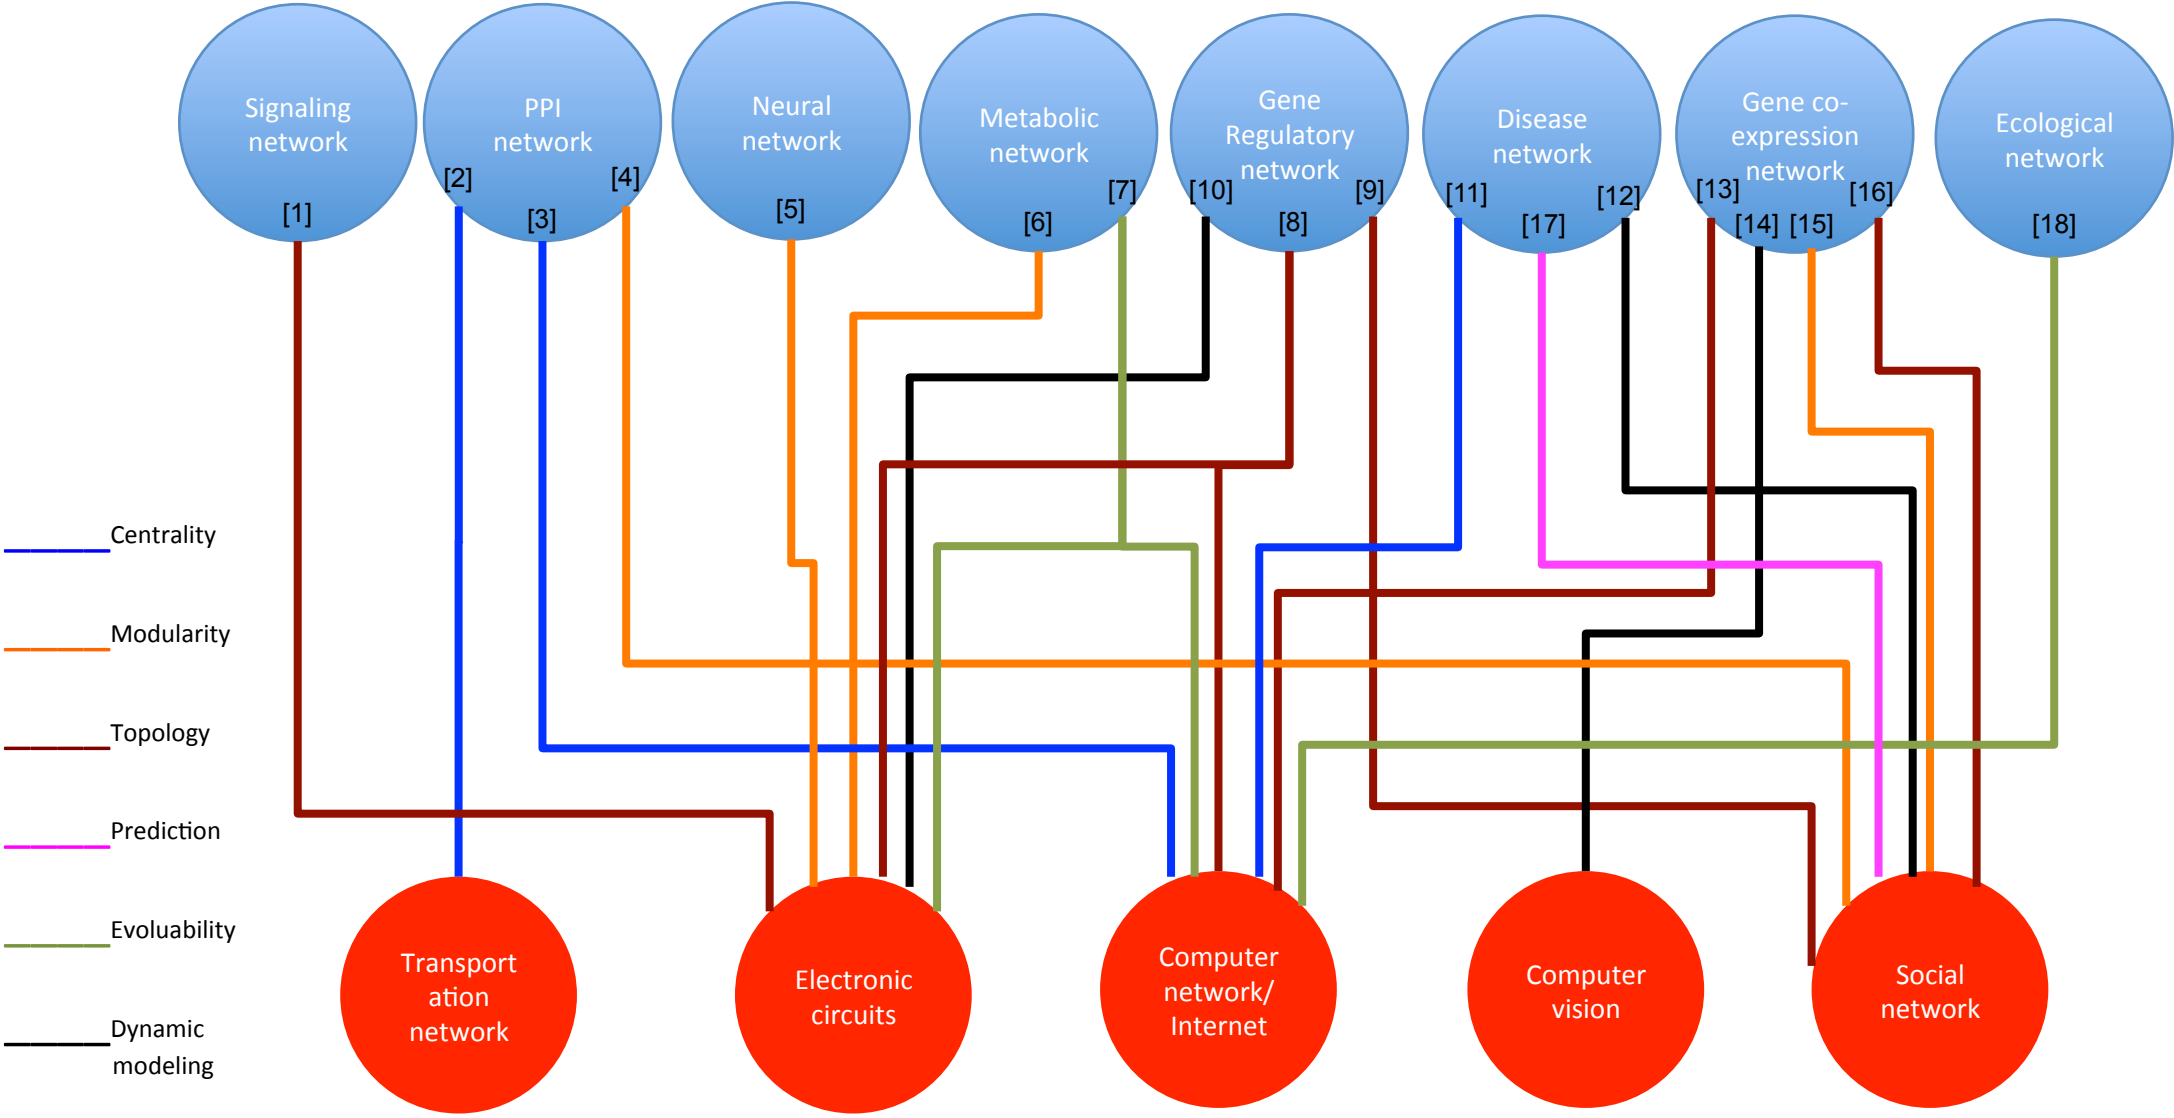 Signaling
network
[1]
PPI
network
[2]
[3]
[4]
Neural
network
[5]
Metabolic
network
[6]
[7]
Gene
Regulatory
network
[10]
[8]
[9]
Disease
network
[11]
[17]
[12]
Gene co-
expression
network
[13]
[14]
[15]
[16]
Ecological
network
[18]
Centrality
Modularity
Topology
Prediction
Evoluability
Dynamic
modeling
Transport
ation
network
Electronic
circuits
Computer
network/
Internet
Computer
vision
Social
network